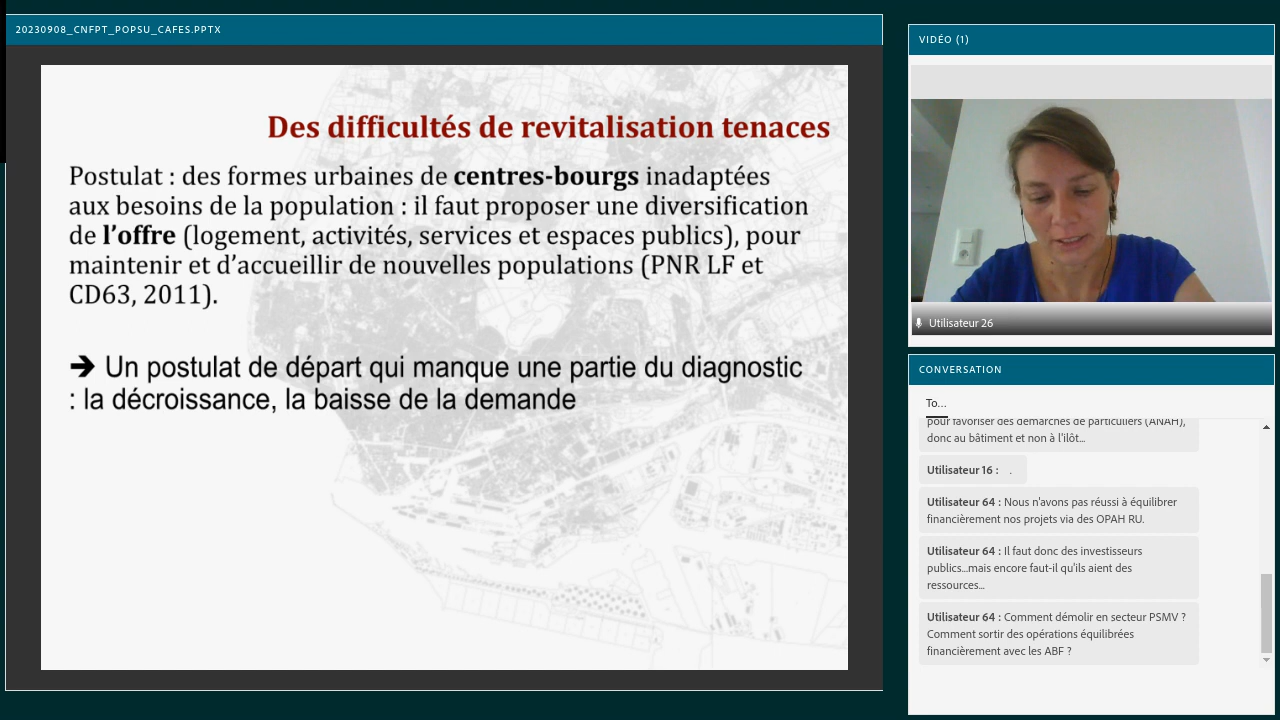 20230908_CNFPT_POPSU_CAFES.PPTX
Des difficultés de revitalisation tenaces
Postulat : des formes urbaines de centres-bourgs inadaptées
aux besoins de la population : il faut proposer une diversification
de l’offre (logement, activités, services et espaces publics), pour
maintenir et d’accueillir de nouvelles populations (PNR LF et
CD63, 2011).
➔ Un postulat de départ qui manque une partie du diagnostic
: la décroissance, la baisse de la demande
VIDÉO (1)
Utilisateur 26
CONVERSATION
To...
pour favoriser des démarches de particuliers (ANAH),
donc au bâtiment et non à l'ilôt...
Utilisateur 16 : .
Utilisateur 64 : Nous n'avons pas réussi à équilibrer
financièrement nos projets via des OPAH RU.
Utilisateur 64 : Il faut donc des investisseurs
publics...mais encore faut-il qu'ils aient des
ressources...
Utilisateur 64 : Comment démolir en secteur PSMV ?
Comment sortir des opérations équilibrées
financièrement avec les ABF ?